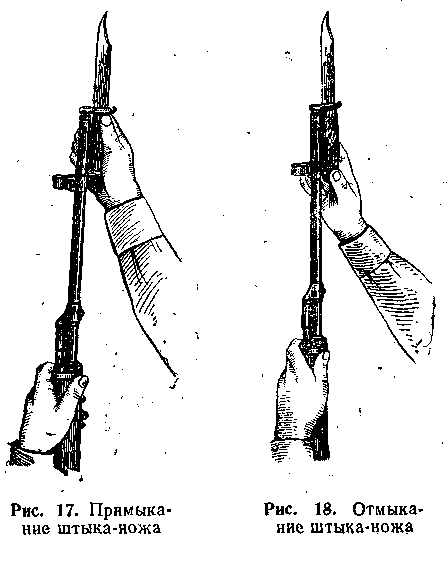 Рис. 17. Примыка-
ние штыка-ножа
Рис. 18. Отмыка-
ние штыка-ножа